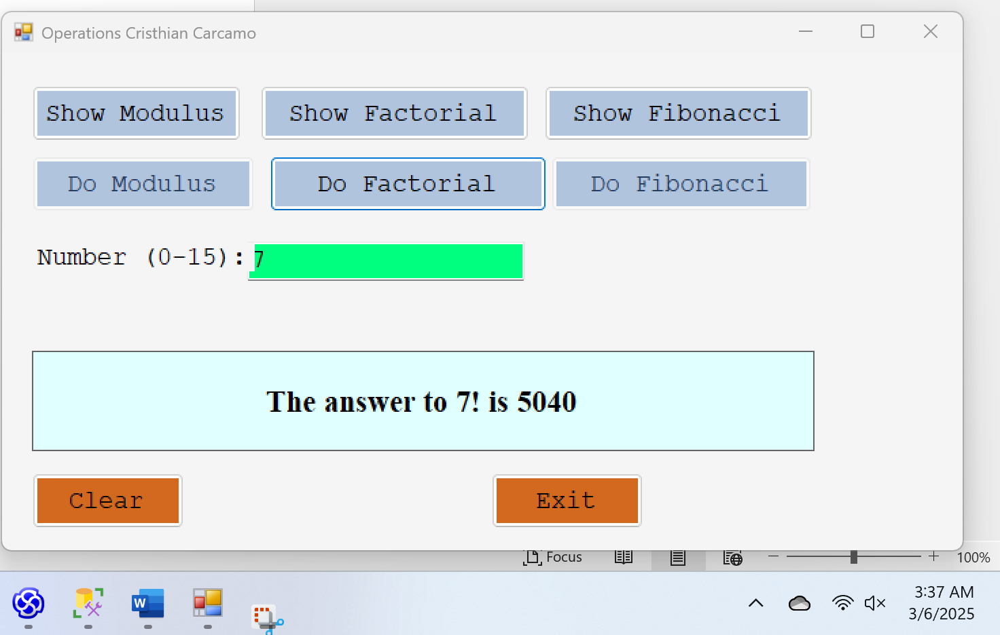 Operations Cristhian Carcamo
Show Modulus Show Factorial Show Fibonacci
Do Modulus Do Factorial Do Fibonacci
Number (0-15): 7
The answer to 7! is 5040
Clear Exit
Focus 100%
W 3:37 AM
3/6/2025